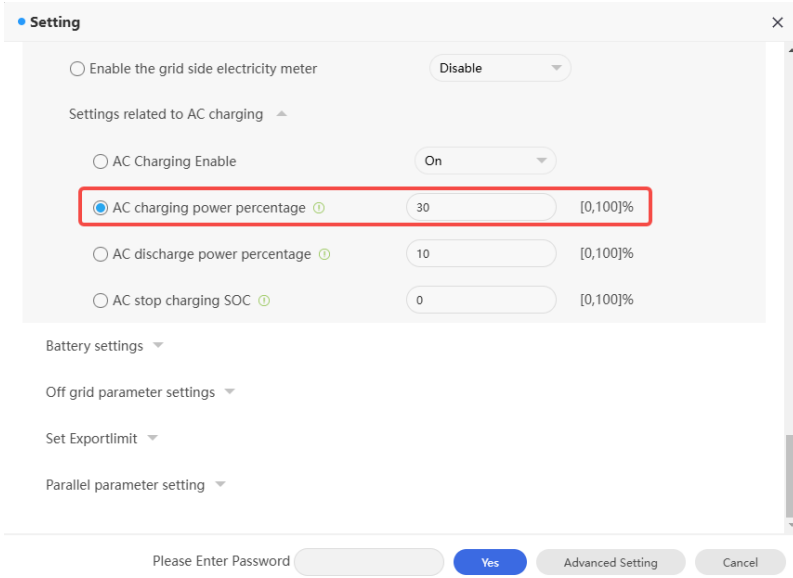 Setting
Enable the grid side electricity meter Disable
Settings related to AC charging
AC Charging Enable On
AC charging power percentage 30 [0,100]%
AC discharge power percentage 10 [0,100]%
AC stop charging SOC 0 [0,100]%
Battery settings
Off grid parameter settings
Set Exportlimit
Parallel parameter setting
Please Enter Password Yes Advanced Setting Cancel